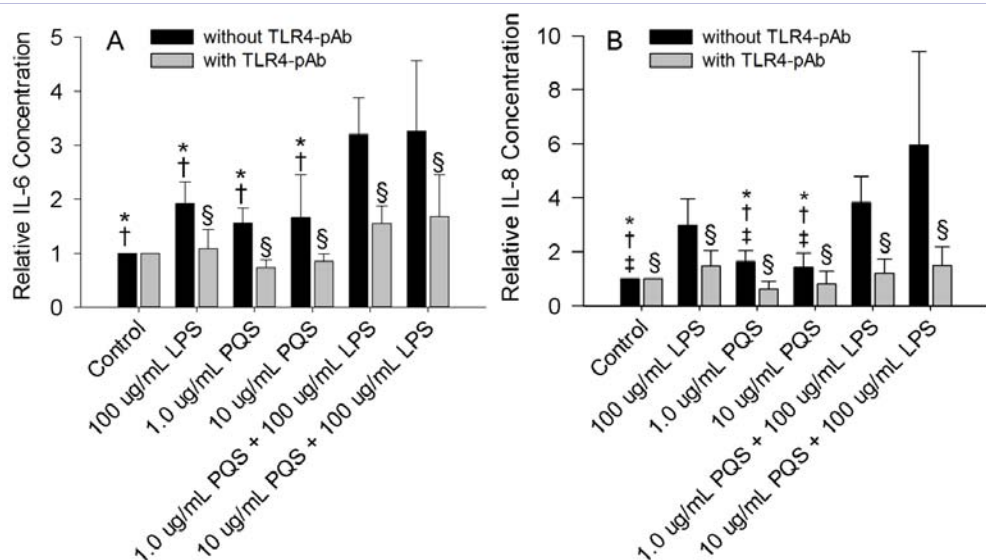 A
without TLR4-pAb
with TLR4-pAb
Relative IL-6 Concentration
5
4
3
2
1
0
*
†
*
†
§
*
†
§
*
†
§
§
§
Control
100 ug/mL LPS
1.0 ug/mL PQS
10 ug/mL PQS
1.0 ug/mL PQS + 100 ug/mL LPS
10 ug/mL PQS + 100 ug/mL LPS
B
without TLR4-pAb
with TLR4-pAb
Relative IL-8 Concentration
10
8
6
4
2
0
*
†
‡
§
§
*
†
‡
§
*
†
‡
§
§
§
Control
100 ug/mL LPS
1.0 ug/mL PQS
10 ug/mL PQS
1.0 ug/mL PQS + 100 ug/mL LPS
10 ug/mL PQS + 100 ug/mL LPS